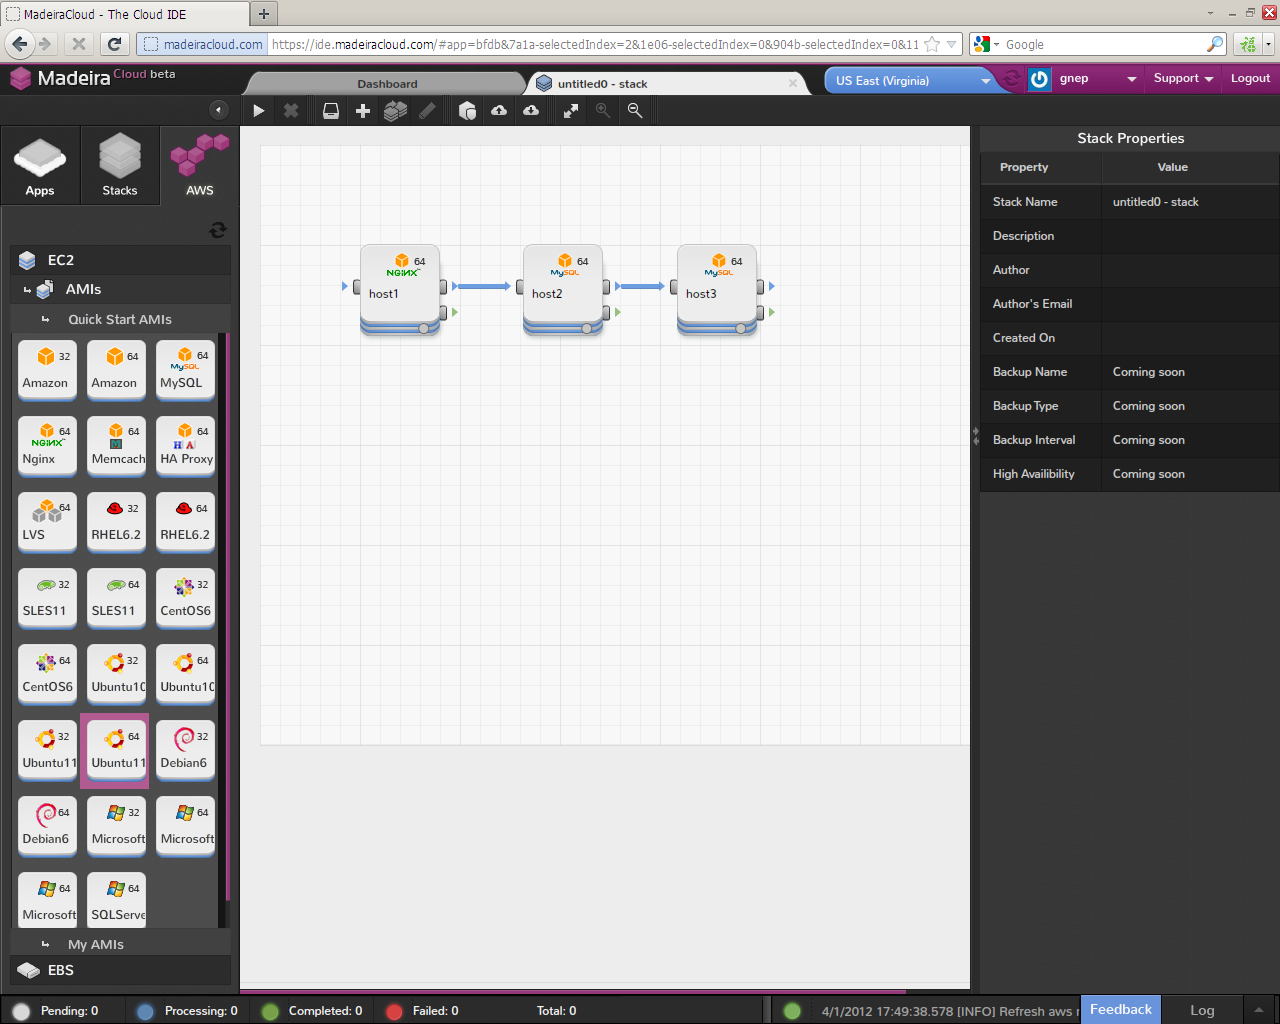 MadeiraCloud - The Cloud IDE
madeiracloud.com
https://ide.madeiracloud.com/#app=bfdb&7a1a-selectedIndex=2&1e06-selectedIndex=0&904b-selectedIndex=0&11
Google
Madeira Cloud beta
Dashboard
untitled0 - stack
US East (Virginia)
gnep
Support
Logout
Apps
Stacks
AWS
Stack Properties
Property Value
Stack Name untitled0 - stack
Description
Author
Author's Email
Created On
Backup Name Coming soon
Backup Type Coming soon
Backup Interval Coming soon
High Availibility Coming soon
EC2
AMIs
Quick Start AMIs
64
NGINX
host1
64
MySQL
host2
64
MySQL
host3
32
Amazon
64
Amazon
64
MySQL
MySQL
64
NGINX
Nginx
64
M
Memcach
64
H A
HA Proxy
64
LVS
32
RHEL6.2
64
RHEL6.2
32
SLES11
64
SLES11
32
CentOS6
64
CentOS6
32
Ubuntu10
64
Ubuntu10
32
Ubuntu11
64
Ubuntu11
32
Debian6
64
Debian6
32
Microsoft
64
Microsoft
64
Microsoft
64
SQLServe
My AMIs
EBS
Pending: 0
Processing: 0
Completed: 0
Failed: 0
Total: 0
4/1/2012 17:49:38.578 [INFO] Refresh aws r
Feedback
Log